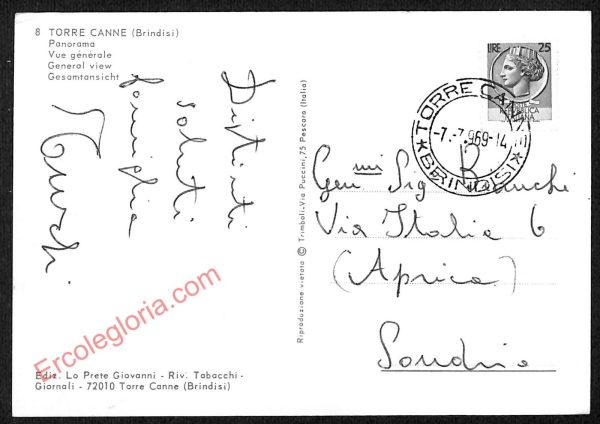 8 TORRE CANNE (Brindisi)
Panorama
Vue générale
General view
Gesamtansicht
Distinti
saluti
famiglia
Ediz. Lo Prete Giovanni - Riv. Tabacchi -
Giornali - 72010 Torre Canne (Brindisi)
Riproduzione vietata © Trimboli-Via Puccini,75 Pescara (Italia)
LIRE 25
REPUBBLICA
ITALIANA
TORRE CANNE
-7.-7.969-14
*BRINDISI*
Gen mi Sig Bianchi
Via Italia 6
(Aprica)
Sondrio
Ercolegloria.com